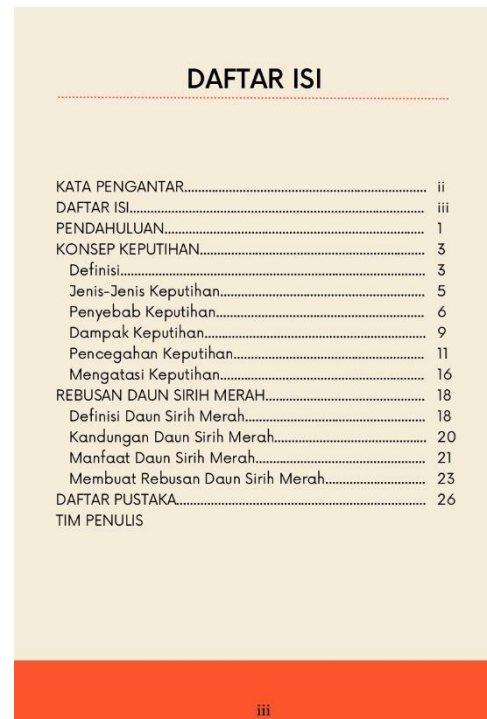 DAFTAR ISI
KATA PENGANTAR.......................................................................... ii
DAFTAR ISI.......................................................................................... iii
PENDAHULUAN................................................................................ 1
KONSEP KEPUTIHAN..................................................................... 3
Definisi............................................................................................ 3
Jenis-Jenis Keputihan............................................................... 5
Penyebab Keputihan................................................................. 6
Dampak Keputihan................................................................... 9
Pencegahan Keputihan............................................................ 11
Mengatasi Keputihan................................................................ 16
REBUSAN DAUN SIRIH MERAH................................................. 18
Definisi Daun Sirih Merah....................................................... 18
Kandungan Daun Sirih Merah............................................... 20
Manfaat Daun Sirih Merah..................................................... 21
Membuat Rebusan Daun Sirih Merah............................... 23
DAFTAR PUSTAKA............................................................................ 26
TIM PENULIS
iii